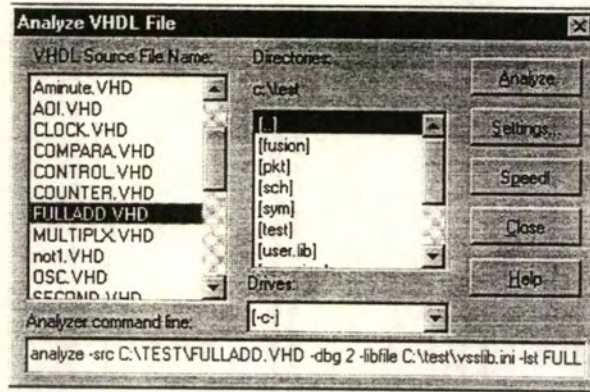 Analyze VHDL File
VHDL Source File Name:
Aminute.VHD
AOI.VHD
CLOCK.VHD
COMPARA.VHD
CONTROL.VHD
COUNTER.VHD
FULLADD.VHD
MULTIPLX.VHD
not1.VHD
OSC.VHD
SECOND.VHD
Directories:
c:\test
[..]
[fusion]
[pkt]
[sch]
[sym]
[test]
[user.lib]
Drives:
[-c-]
Analyze
Settings...
Speed!
Close
Help
Analyzer command line:
analyze -src C:\TEST\FULLADD.VHD -dbg 2 -libfile C:\test\vsslib.ini -lst FULL